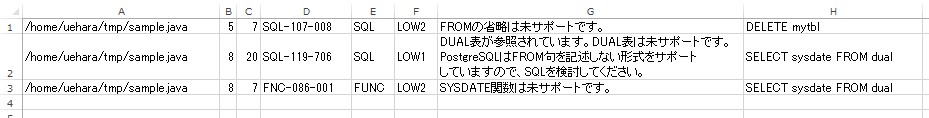 A B C D E F G H
1 /home/uehara/tmp/sample.java 5 7 SQL-107-008 SQL LOW2 FROMの省略は未サポートです。 DELETE mytbl
DUAL表が参照されています。DUAL表は未サポートです。
PostgreSQLはFROM句を記述しない形式をサポート
2 /home/uehara/tmp/sample.java 8 20 SQL-119-706 SQL LOW1 していますので、SQLを検討してください。 SELECT sysdate FROM dual
3 /home/uehara/tmp/sample.java 8 7 FNC-086-001 FUNC LOW2 SYSDATE関数は未サポートです。 SELECT sysdate FROM dual
4
5